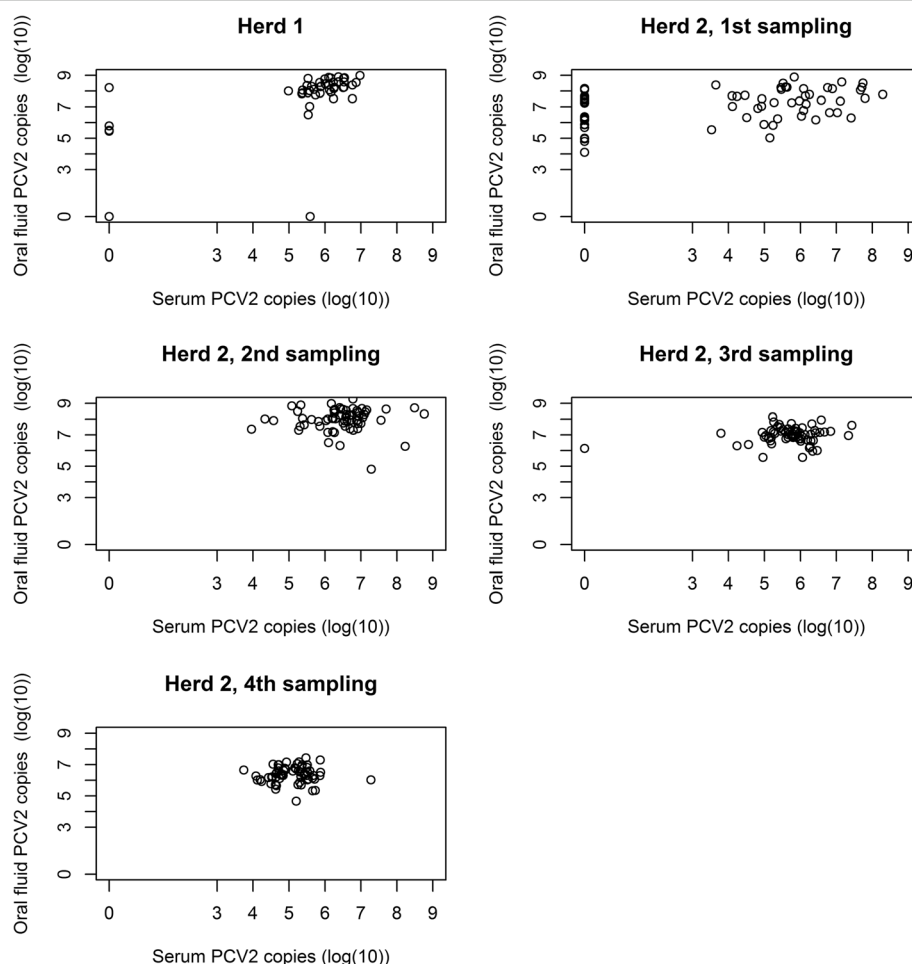 Herd 1
Oral fluid PCV2 copies (log(10))
9
7
5
3
0
0 3 4 5 6 7 8 9
Serum PCV2 copies (log(10))
Herd 2, 1st sampling
Oral fluid PCV2 copies (log(10))
9
7
5
3
0
0 3 4 5 6 7 8 9
Serum PCV2 copies (log(10))
Herd 2, 2nd sampling
Oral fluid PCV2 copies (log(10))
9
7
5
3
0
0 3 4 5 6 7 8 9
Serum PCV2 copies (log(10))
Herd 2, 3rd sampling
Oral fluid PCV2 copies (log(10))
9
7
5
3
0
0 3 4 5 6 7 8 9
Serum PCV2 copies (log(10))
Herd 2, 4th sampling
Oral fluid PCV2 copies (log(10))
9
7
5
3
0
0 3 4 5 6 7 8 9
Serum PCV2 copies (log(10))